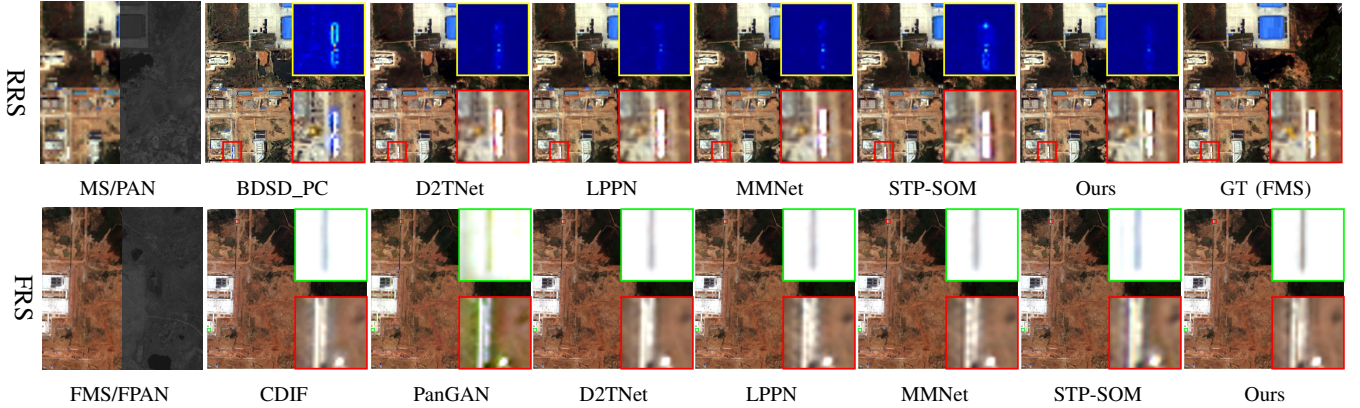 RRS
MS/PAN BDSD_PC D2TNet LPPN MMNet STP-SOM Ours GT (FMS)
FRS
FMS/FPAN CDIF PanGAN D2TNet LPPN MMNet STP-SOM Ours